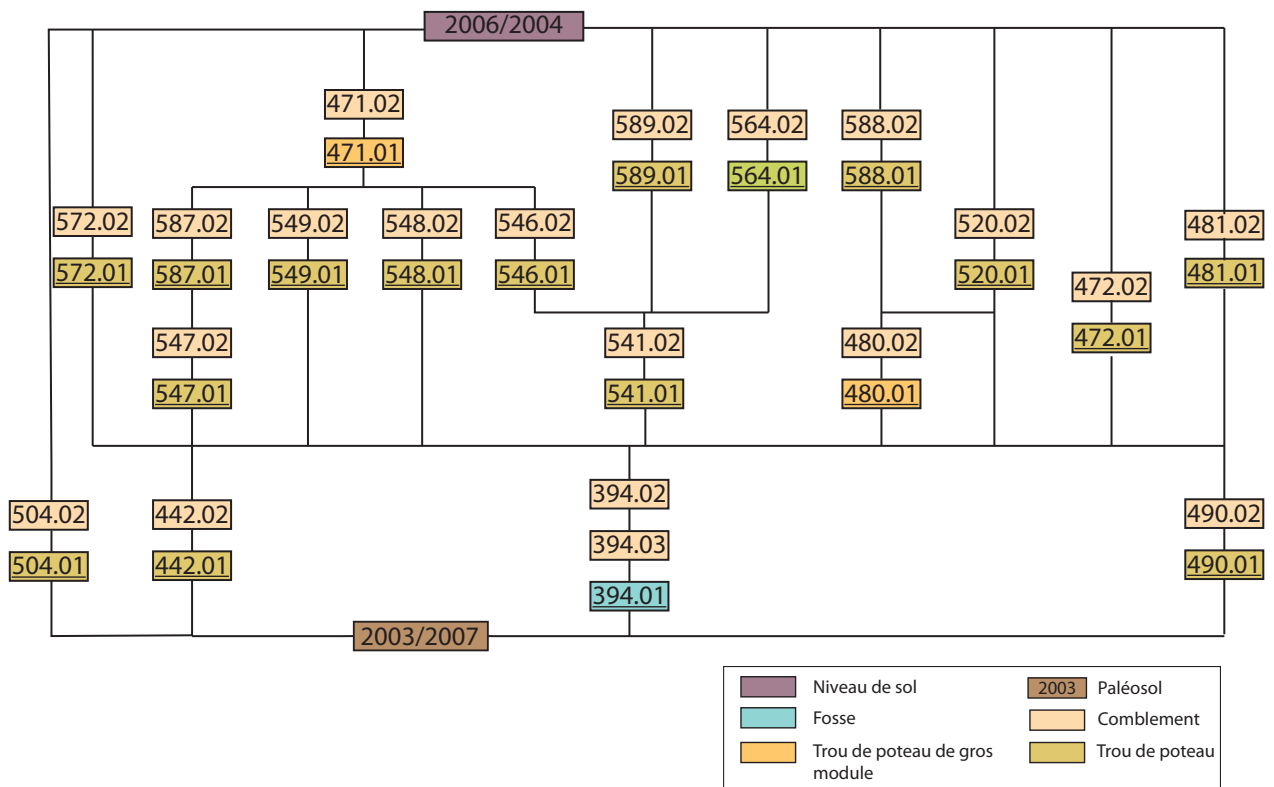 2006/2004
471.02
589.02 564.02 588.02
471.01
589.01 564.01 588.01
572.02 587.02 549.02 548.02 546.02 520.02 481.02
572.01 587.01 549.01 548.01 546.01 520.01 481.01
472.02
547.02 541.02 480.02 472.01
547.01 541.01 480.01
394.02
504.02 442.02 490.02
394.03
504.01 442.01 490.01
394.01
2003/2007
Niveau de sol 2003 Paléosol
Fosse Comblement
Trou de poteau de gros Trou de poteau
module